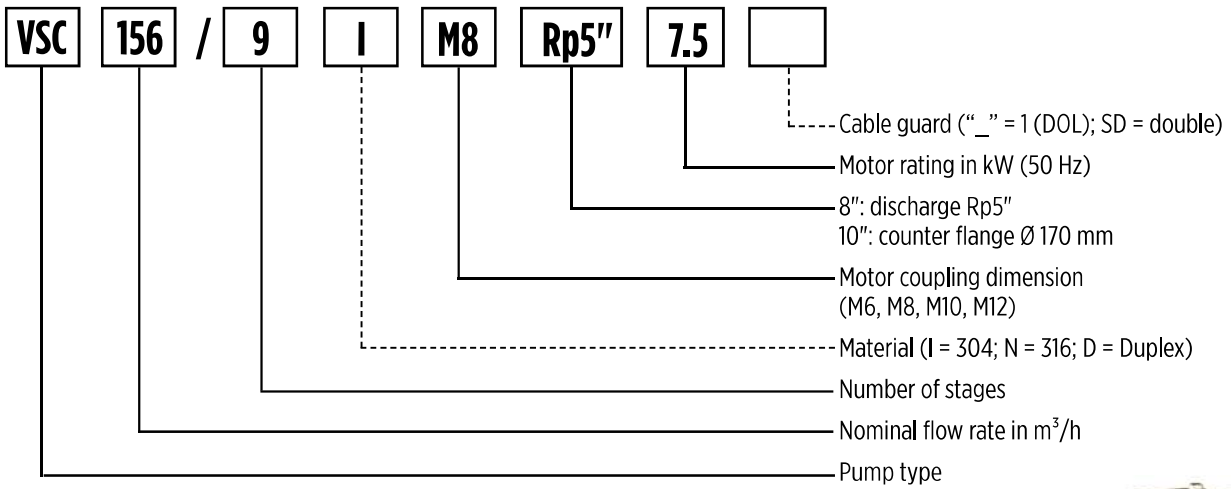 VSC 156 / 9 I M8 Rp5" 7.5
Cable guard (“_” = 1 (DOL); SD = double)
Motor rating in kW (50 Hz)
8": discharge Rp5"
10": counter flange Ø 170 mm
Motor coupling dimension
(M6, M8, M10, M12)
Material (I = 304; N = 316; D = Duplex)
Number of stages
Nominal flow rate in m³/h
Pump type